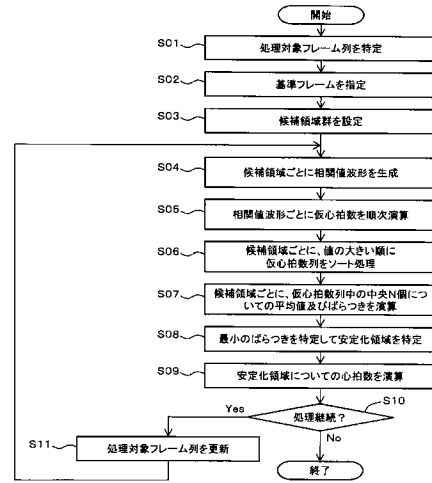 開始
S01
処理対象フレーム列を特定
S02
基準フレームを指定
S03
候補領域群を設定
S04
候補領域ごとに相関値波形を生成
S05
相関値波形ごとに仮心拍数を順次演算
S06
候補領域ごとに、値の大きい順に
仮心拍数列をソート処理
S07
候補領域ごとに、仮心拍数列中の中央N個につ
いての平均値及びばらつきを演算
S08
最小のばらつきを特定して安定化領域を特定
S09
安定化領域についての心拍数を演算
S10
処理継続？
Yes
No
S11
処理対象フレーム列を更新
終了